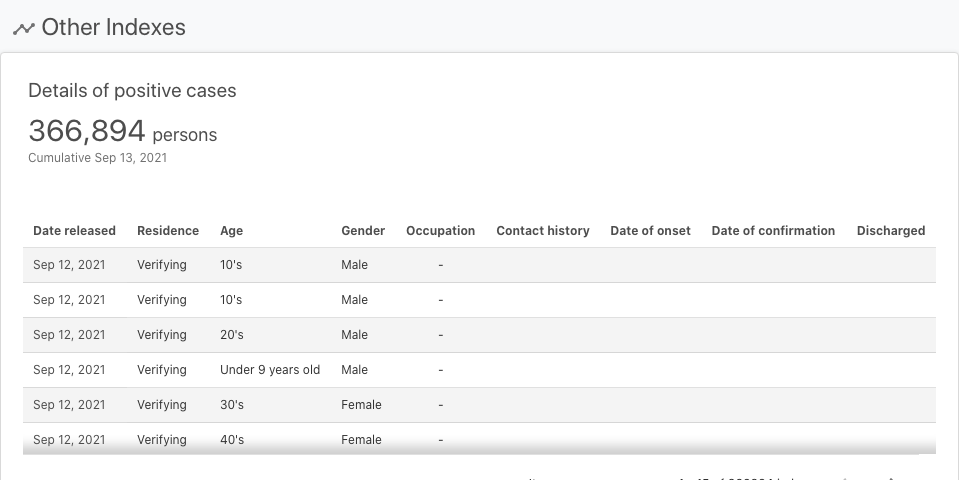 Other Indexes
Details of positive cases
366,894 persons
Cumulative Sep 13, 2021
Date released Residence Age Gender Occupation Contact history Date of onset Date of confirmation Discharged
Sep 12, 2021 Verifying 10's Male -
Sep 12, 2021 Verifying 10's Male -
Sep 12, 2021 Verifying 20's Male -
Sep 12, 2021 Verifying Under 9 years old Male -
Sep 12, 2021 Verifying 30's Female -
Sep 12, 2021 Verifying 40's Female -